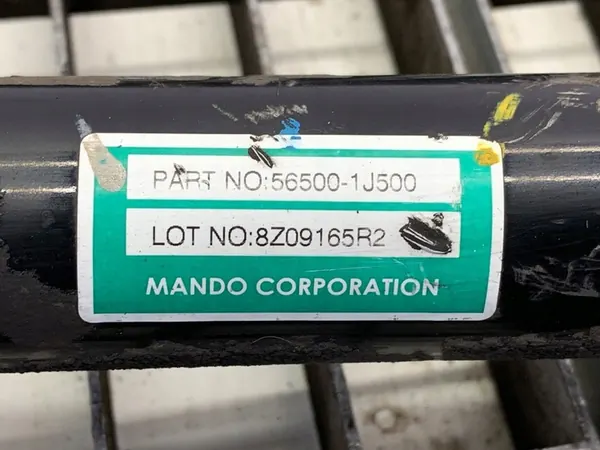 PART NO:56500-1J500
LOT NO:8Z09165R2
MANDO CORPORATION